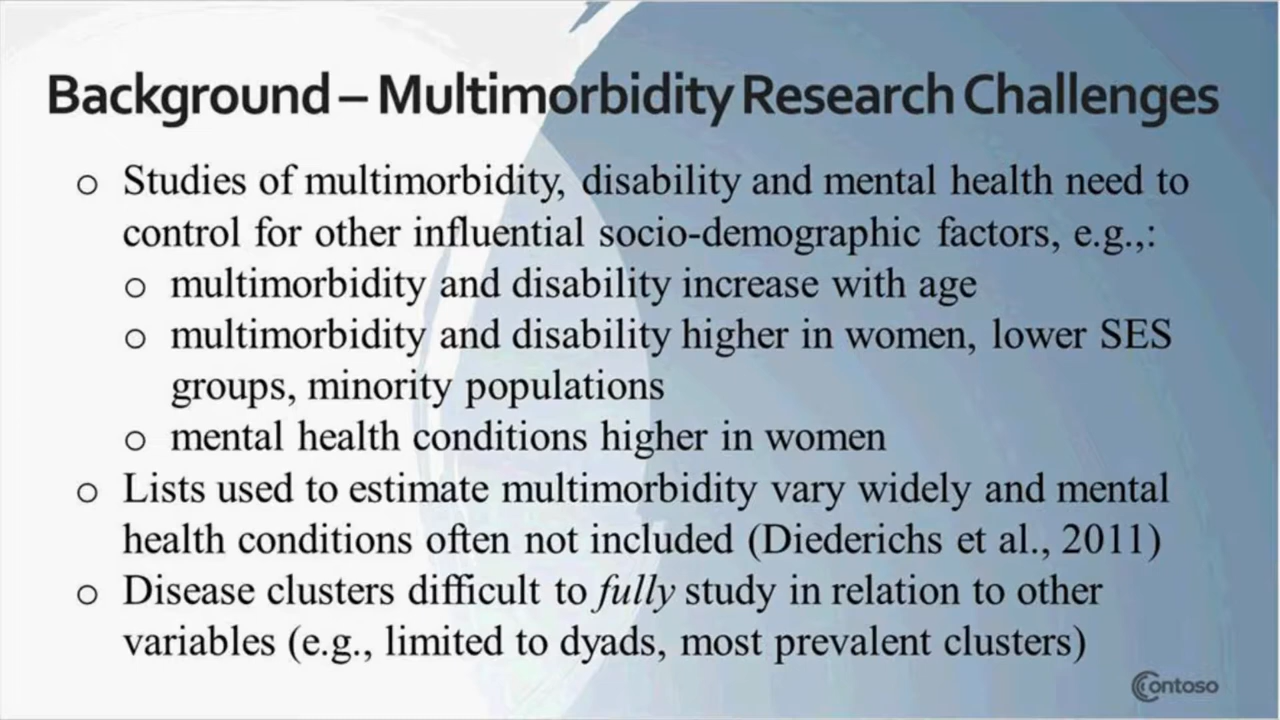 Background – Multimorbidity Research Challenges
o Studies of multimorbidity, disability and mental health need to
control for other influential socio-demographic factors, e.g.,:
o multimorbidity and disability increase with age
o multimorbidity and disability higher in women, lower SES
groups, minority populations
o mental health conditions higher in women
o Lists used to estimate multimorbidity vary widely and mental
health conditions often not included (Diederichs et al., 2011)
o Disease clusters difficult to fully study in relation to other
variables (e.g., limited to dyads, most prevalent clusters)
Contoso